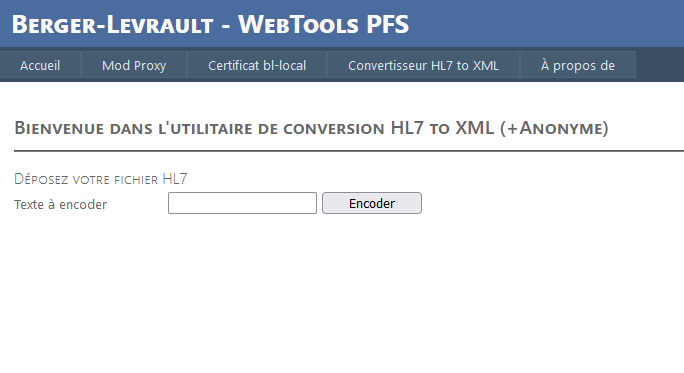 Berger-Levrault - WebTools PFS
Accueil Mod Proxy Certificat bl-local Convertisseur HL7 to XML À propos de
Bienvenue dans l'utilitaire de conversion HL7 to XML (+Anonyme)
Déposez votre fichier HL7
Texte à encoder Encoder